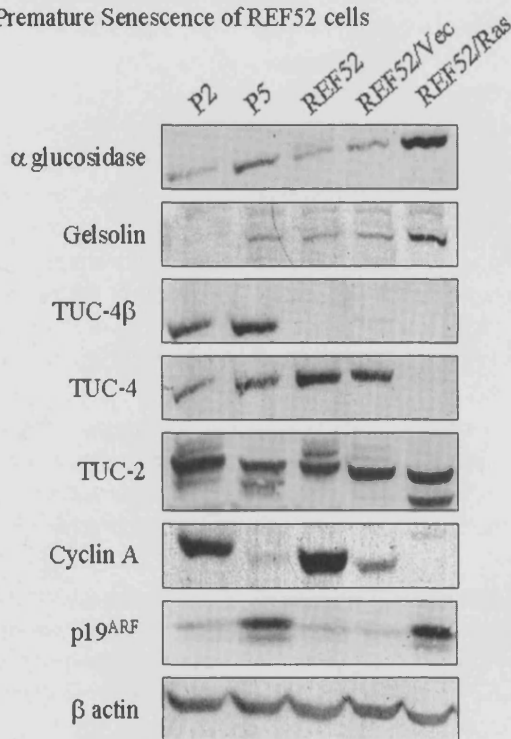 Premature Senescence of REF52 cells
P2 P5 REF52 REF52/Vec REF52/Ras
α glucosidase
Gelsolin
TUC-4β
TUC-4
TUC-2
Cyclin A
p19ARF
β actin